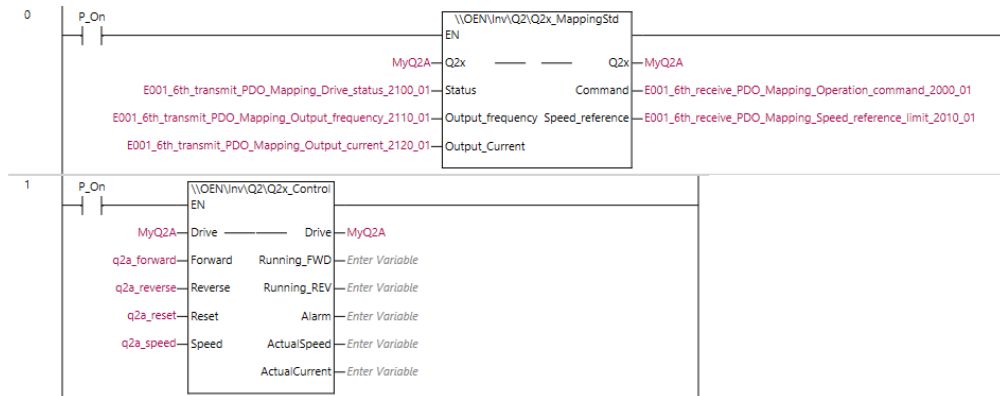 0
P_On
\\OEN\Inv\Q2\Q2x_MappingStd
EN
MyQ2A Q2x Q2x MyQ2A
E001_6th_transmit_PDO_Mapping_Drive_status_2100_01 Status Command E001_6th_receive_PDO_Mapping_Operation_command_2000_01
E001_6th_transmit_PDO_Mapping_Output_frequency_2110_01 Output_frequency Speed_reference E001_6th_receive_PDO_Mapping_Speed_reference_limit_2010_01
E001_6th_transmit_PDO_Mapping_Output_current_2120_01 Output_Current
1
P_On
\\OEN\Inv\Q2\Q2x_Control
EN
MyQ2A Drive Drive MyQ2A
q2a_forward Forward Running_FWD Enter Variable
q2a_reverse Reverse Running_REV Enter Variable
q2a_reset Reset Alarm Enter Variable
q2a_speed Speed ActualSpeed Enter Variable
ActualCurrent Enter Variable